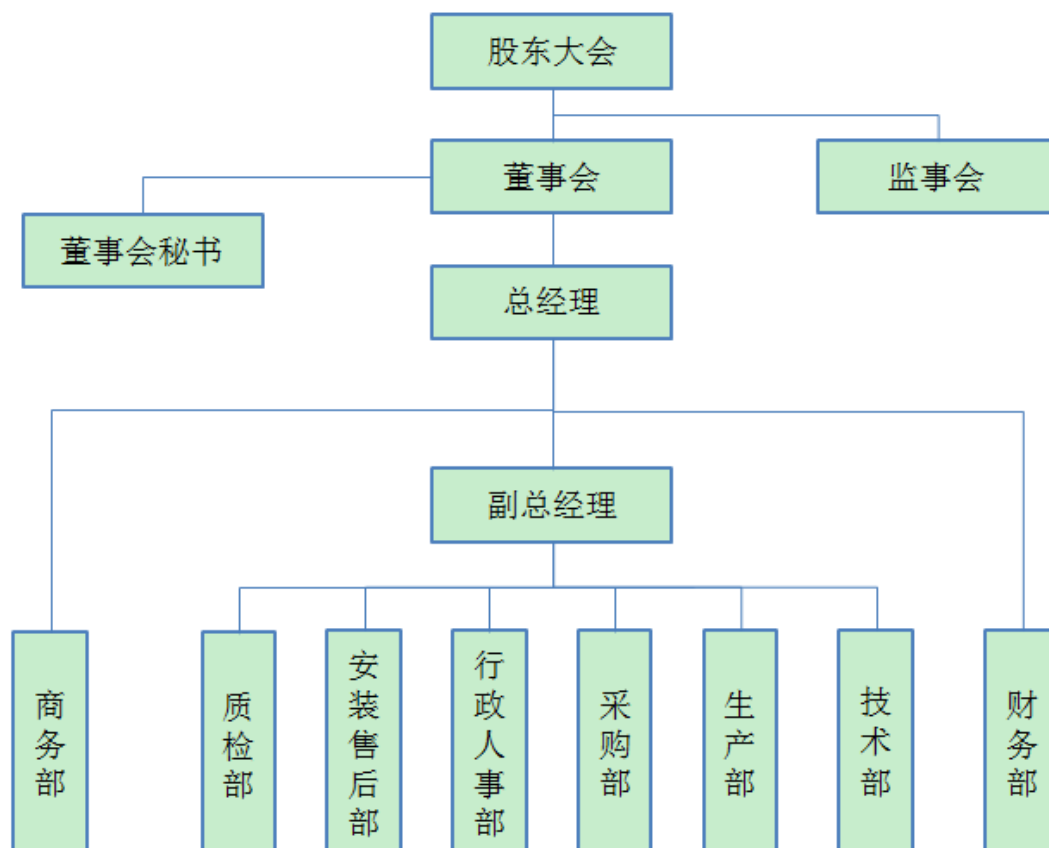 股东大会
董事会
监事会
董事会秘书
总经理
副总经理
商务部
质检部
安装售后部
行政人事部
采购部
生产部
技术部
财务部